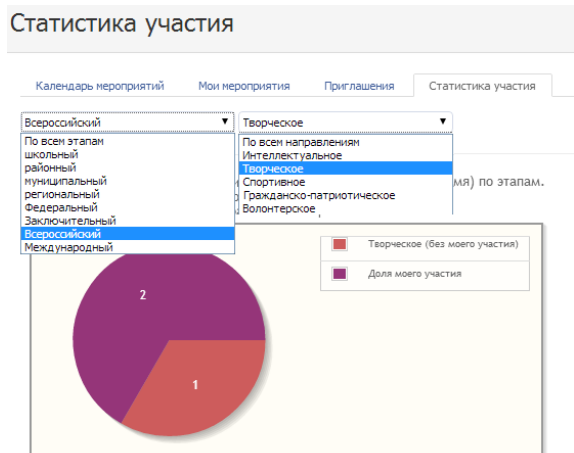 Статистика участия
Календарь мероприятий Мои мероприятия Приглашения Статистика участия
Всероссийский Творческое
По всем этапам
школьный
районный
муниципальный
региональный
Федеральный
Заключительный
Всероссийский
Международный
По всем направлениям
Интеллектуальное
Творческое
Спортивное
Гражданско-патриотическое
Волонтерское
мя) по этапам.
Творческое (без моего участия)
Доля моего участия
2
1